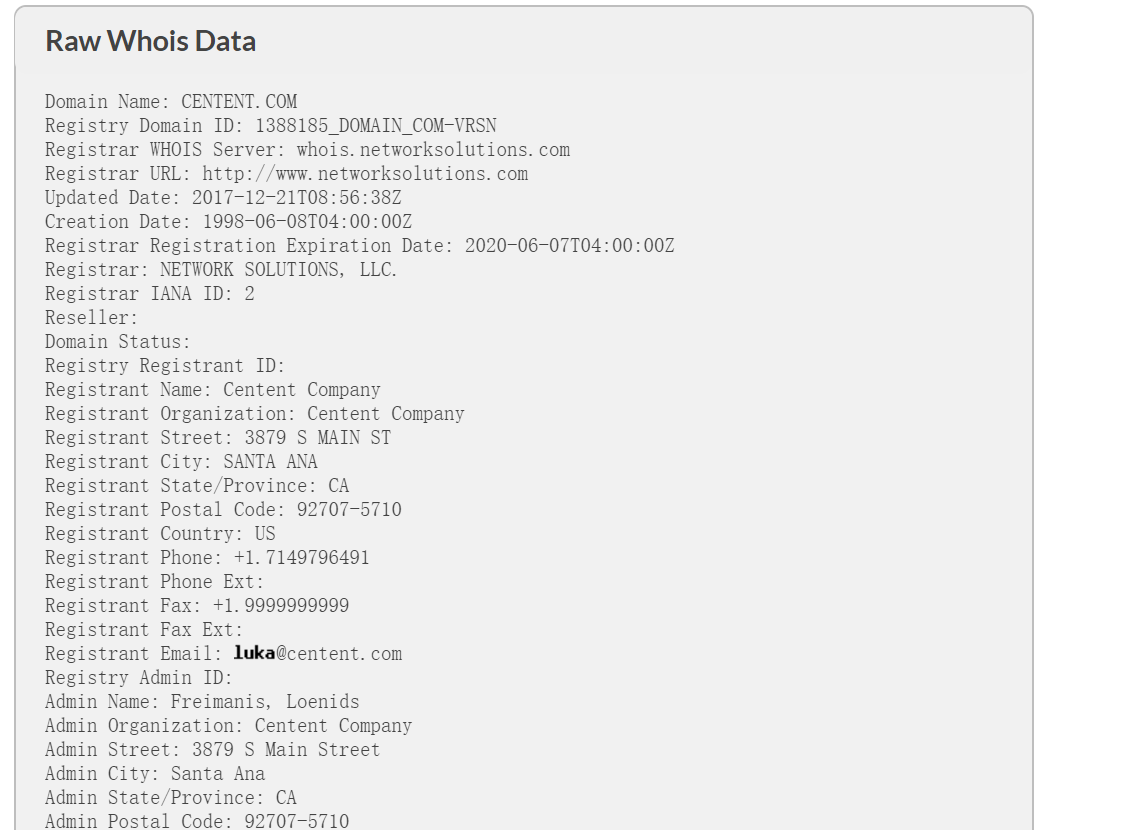 Raw Whois Data
Domain Name: CENTENT.COM
Registry Domain ID: 1388185_DOMAIN_COM-VRSN
Registrar WHOIS Server: whois.networksolutions.com
Registrar URL: http://www.networksolutions.com
Updated Date: 2017-12-21T08:56:38Z
Creation Date: 1998-06-08T04:00:00Z
Registrar Registration Expiration Date: 2020-06-07T04:00:00Z
Registrar: NETWORK SOLUTIONS, LLC.
Registrar IANA ID: 2
Reseller:
Domain Status:
Registry Registrant ID:
Registrant Name: Centent Company
Registrant Organization: Centent Company
Registrant Street: 3879 S MAIN ST
Registrant City: SANTA ANA
Registrant State/Province: CA
Registrant Postal Code: 92707-5710
Registrant Country: US
Registrant Phone: +1.7149796491
Registrant Phone Ext:
Registrant Fax: +1.9999999999
Registrant Fax Ext:
Registrant Email: luka@centent.com
Registry Admin ID:
Admin Name: Freimanis, Loenids
Admin Organization: Centent Company
Admin Street: 3879 S Main Street
Admin City: Santa Ana
Admin State/Province: CA
Admin Postal Code: 92707-5710